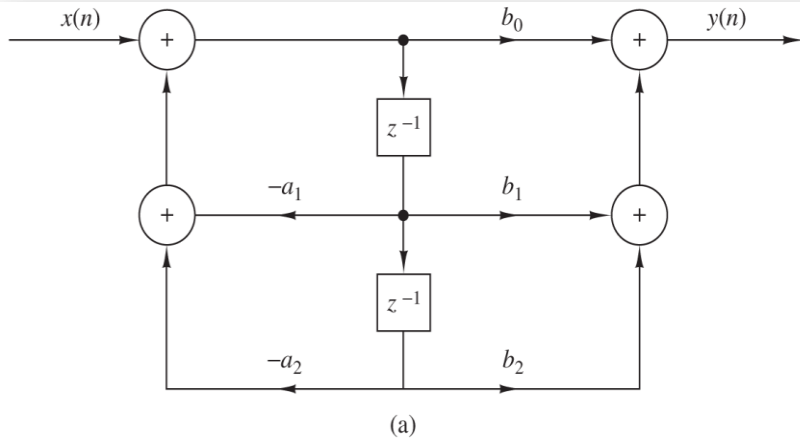 x(n) + b₀ + y(n)
z⁻¹
+ −a₁ b₁ +
z⁻¹
−a₂ b₂
(a)